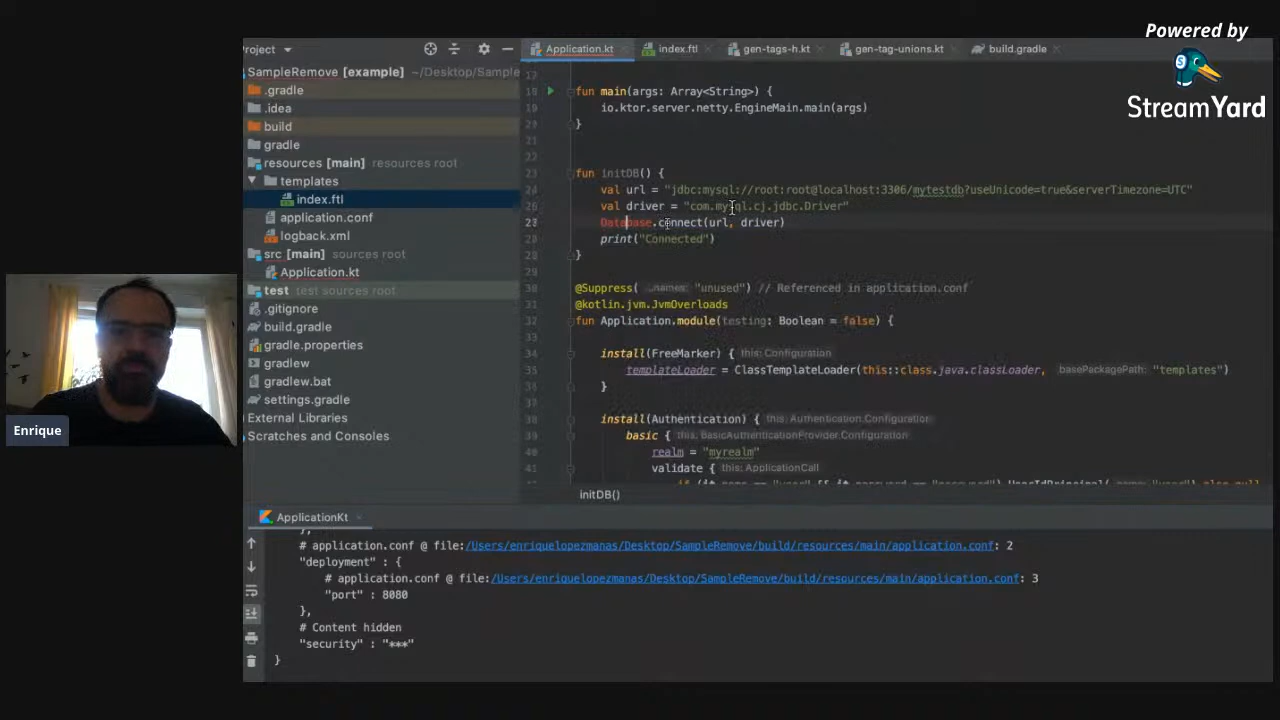 Powered by
StreamYard
Project
Application.kt
index.ftl
gen-tags-h.kt
gen-tag-unions.kt
build.gradle
SampleRemove [example] ~/Desktop/Sample
.gradle
.idea
build
gradle
resources [main] resources root
templates
index.ftl
application.conf
logback.xml
src [main] sources root
Application.kt
test test sources root
.gitignore
build.gradle
gradle.properties
gradlew
gradlew.bat
settings.gradle
External Libraries
Scratches and Consoles
fun main(args: Array<String>) {
io.ktor.server.netty.EngineMain.main(args)
}
fun initDB() {
val url = "jdbc:mysql://root:root@localhost:3306/mytestdb?useUnicode=true&serverTimezone=UTC"
val driver = "com.mysql.cj.jdbc.Driver"
Database.connect(url, driver)
print("Connected")
}
@Suppress( names: "unused") // Referenced in application.conf
@kotlin.jvm.JvmOverloads
fun Application.module(testing: Boolean = false) {
install(FreeMarker) { this: Configuration
templateLoader = ClassTemplateLoader(this::class.java.classLoader, basePackagePath: "templates")
}
install(Authentication) { this: Authentication.Configuration
basic { this: BasicAuthenticationProvider.Configuration
realm = "myrealm"
validate { this: ApplicationCall
initDB()
Enrique
ApplicationKt
},
# application.conf @ file:/Users/enriquelopezmanas/Desktop/SampleRemove/build/resources/main/application.conf: 2
"deployment" : {
# application.conf @ file:/Users/enriquelopezmanas/Desktop/SampleRemove/build/resources/main/application.conf: 3
"port" : 8080
},
# Content hidden
"security" : "***"
}